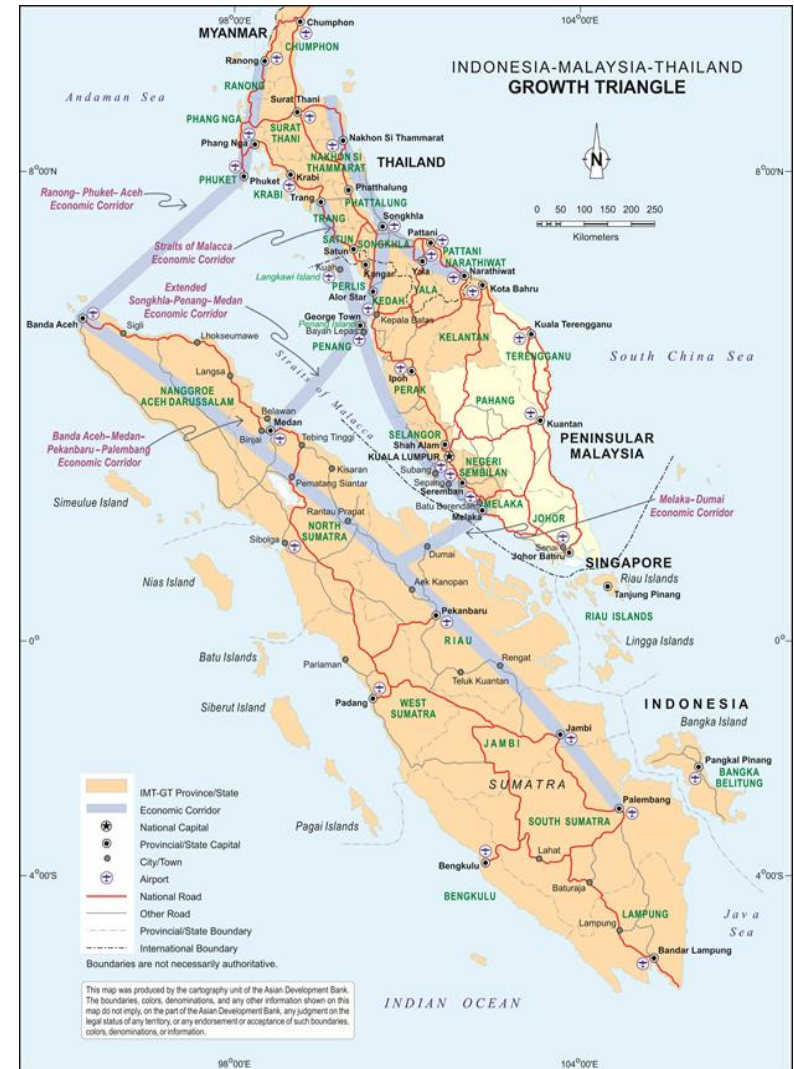 98°00'E
104°00'E
Chumphon
MYANMAR
CHUMPHON
INDONESIA-MALAYSIA-THAILAND
GROWTH TRIANGLE
Ranong
RANONG
Andaman Sea
Surat Thani
PHANG NGA
SURAT
THANI
Phang Nga
Nakhon Si Thammarat
NAKHON SI
THAMMARAT
THAILAND
N
8°00'N
8°00'N
PHUKET
Phuket
Krabi
KRABI
Phatthalung
Trang
PHATTALUNG
Ranong–Phuket–Aceh
Economic Corridor
TRANG
Songkhla
0 50 100 150 200 250
Kilometers
Straits of Malacca
Economic Corridor
SATUN
SONGKHLA
Pattani
PATTANI
Satun
NARATHIWAT
Yala
Narathiwat
Kuah
Kangar
Langkawi Island
YALA
PERLIS
Kota Bahru
Alor Star
KEDAH
Extended
Songkhla-Penang-Medan
Economic Corridor
George Town
Penang Island
Bayan Lepas
Kepala Batas
PENANG
Banda Aceh
Sigli
Lhokseumawe
Kuala Terengganu
KELANTAN
TERENGGANU
South China Sea
Langsa
Straits of Malacca
Ipoh
PERAK
NANGGROE
ACEH DARUSSALAM
PAHANG
Belawan
Medan
Binjai
Kuantan
Banda Aceh–Medan–
Pekanbaru–Palembang
Economic Corridor
Tebing Tinggi
SELANGOR
Shah Alam
KUALA LUMPUR
PENINSULAR
MALAYSIA
Kisaran
Subang
NEGERI
SEMBILAN
Pematang Siantar
Sepang
Seremban
Simeulue Island
Batu Berendam
MELAKA
Melaka
Melaka–Dumai
Economic Corridor
Rantau Prapat
NORTH
SUMATRA
JOHOR
Sibolga
Senai
Johor Bahru
Dumai
SINGAPORE
Nias Island
Aek Kanopan
Riau Islands
Tanjung Pinang
Pekanbaru
RIAU ISLANDS
0°
0°
RIAU
Lingga Islands
Batu Islands
Pariaman
Rengat
Teluk Kuantan
Siberut Island
Padang
WEST
SUMATRA
INDONESIA
Bangka Island
Jambi
JAMBI
Pangkal Pinang
BANGKA
BELITUNG
SUMATRA
Palembang
Pagai Islands
SOUTH SUMATRA
Lahat
Bengkulu
4°00'S
4°00'S
Baturaja
BENGKULU
LAMPUNG
Lampung
Java
Sea
Bandar Lampung
INDIAN OCEAN
IMT-GT Province/State
Economic Corridor
National Capital
Provincial/State Capital
City/Town
Airport
National Road
Other Road
Provincial/State Boundary
International Boundary
Boundaries are not necessarily authoritative.
This map was produced by the cartography unit of the Asian Development Bank.
The boundaries, colors, denominations, and any other information shown on this
map do not imply, on the part of the Asian Development Bank, any judgment on the
legal status of any territory, or any endorsement or acceptance of such boundaries,
colors, denominations, or information.
98°00'E
104°00'E